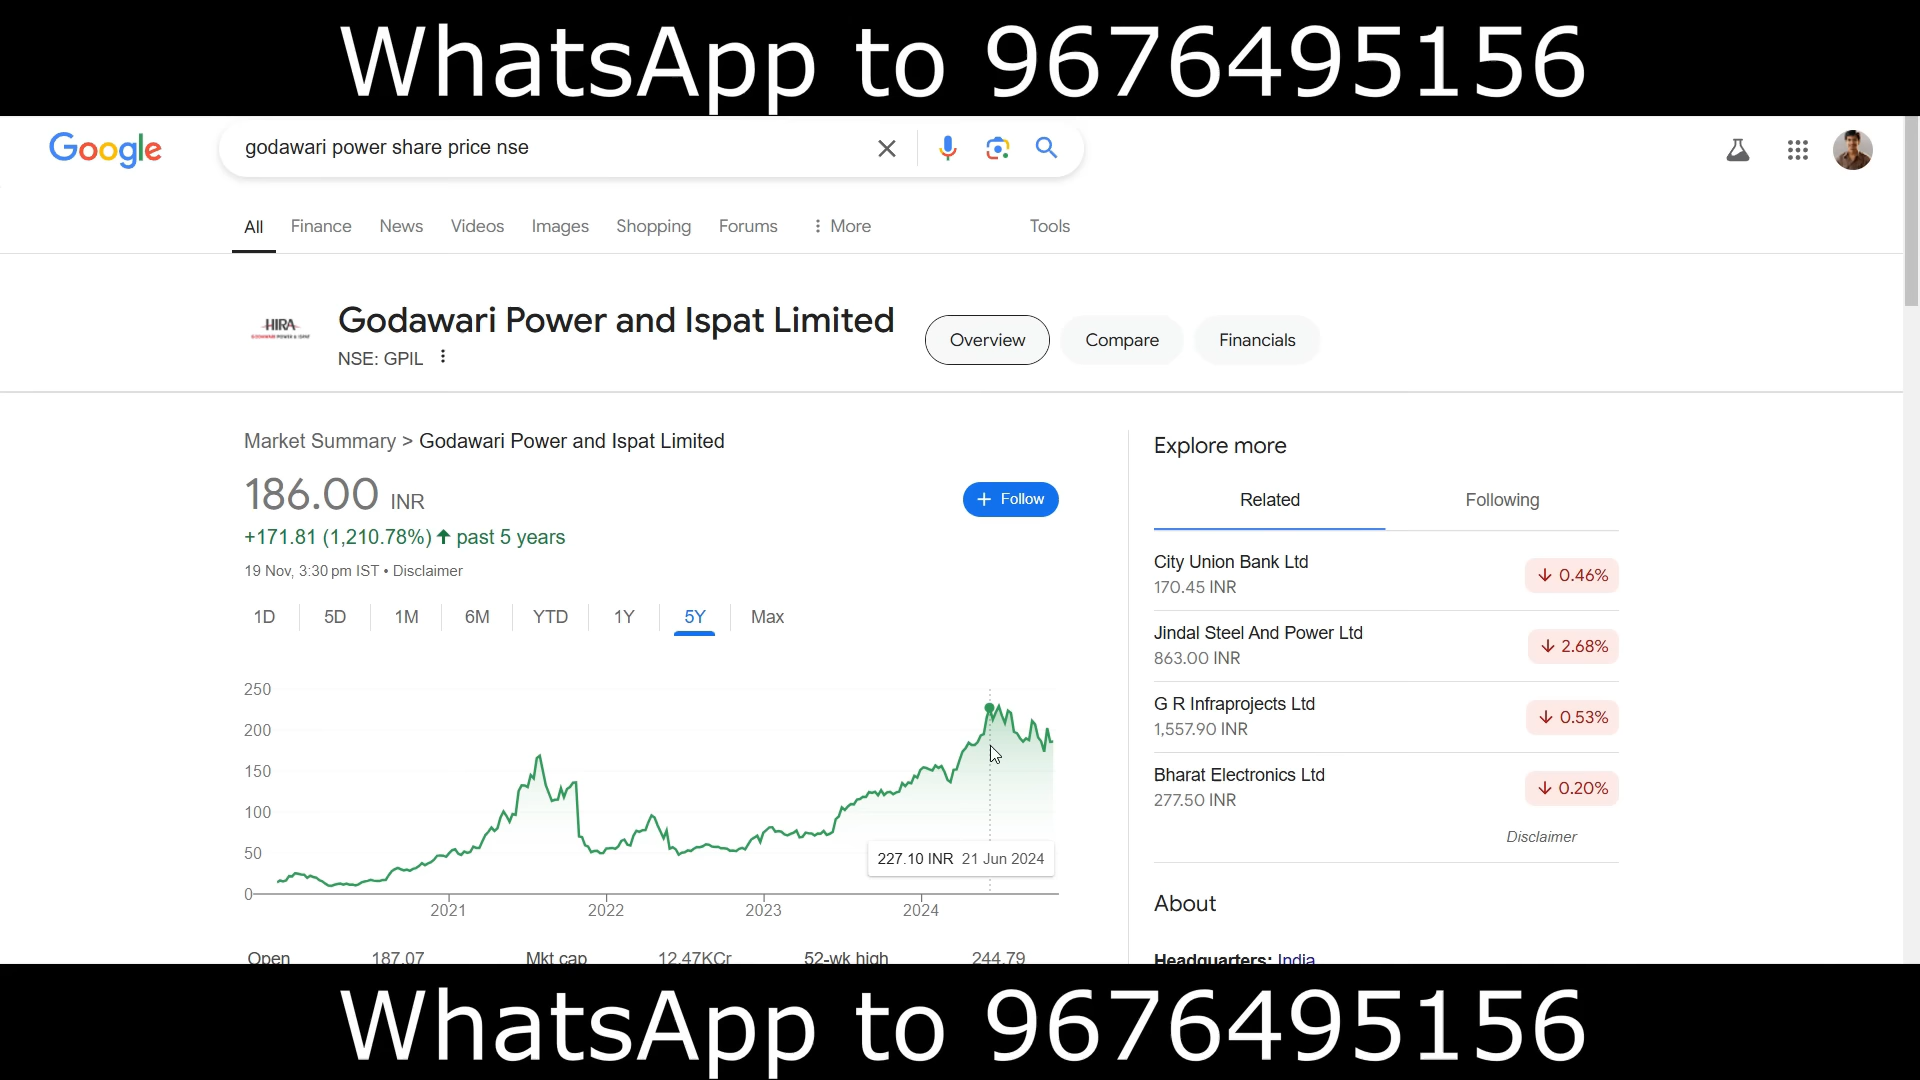 WhatsApp to 9676495156
Google
godawari power share price nse
All Finance News Videos Images Shopping Forums More Tools
HIRA
Godawari Power and Ispat Limited
NSE: GPIL
Overview Compare Financials
Market Summary > Godawari Power and Ispat Limited
186.00 INR
+ Follow
+171.81 (1,210.78%) ↑ past 5 years
19 Nov, 3:30 pm IST • Disclaimer
1D 5D 1M 6M YTD 1Y 5Y Max
250
200
150
100
50
0
227.10 INR 21 Jun 2024
2021 2022 2023 2024
Open 187.07 Mkt cap 12.47KCr 52-wk high 244.79
Explore more
Related Following
City Union Bank Ltd
170.45 INR
↓ 0.46%
Jindal Steel And Power Ltd
863.00 INR
↓ 2.68%
G R Infraprojects Ltd
1,557.90 INR
↓ 0.53%
Bharat Electronics Ltd
277.50 INR
↓ 0.20%
Disclaimer
About
Headquarters: India
WhatsApp to 9676495156